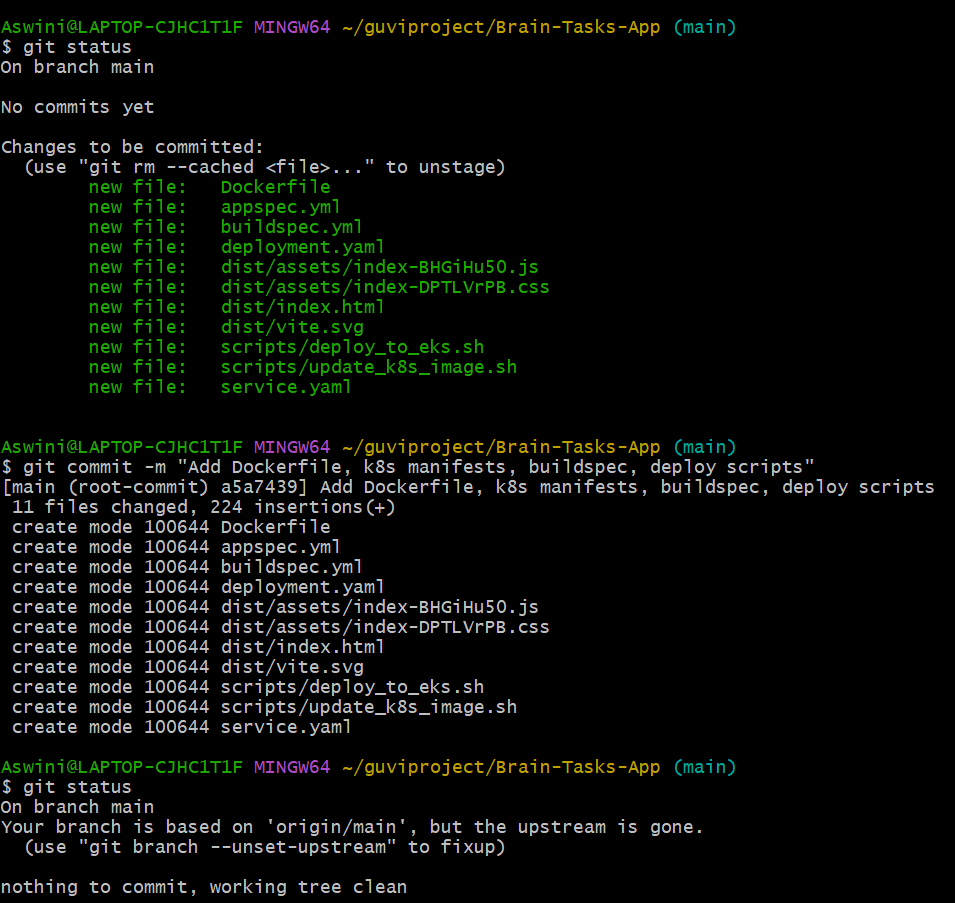 Aswini@LAPTOP-CJHC1T1F MINGW64 ~/guviproject/Brain-Tasks-App (main)
$ git status
On branch main
No commits yet
Changes to be committed:
  (use "git rm --cached <file>..." to unstage)
        new file:   Dockerfile
        new file:   appspec.yml
        new file:   buildspec.yml
        new file:   deployment.yaml
        new file:   dist/assets/index-BHGiHu50.js
        new file:   dist/assets/index-DPTLVrPB.css
        new file:   dist/index.html
        new file:   dist/vite.svg
        new file:   scripts/deploy_to_eks.sh
        new file:   scripts/update_k8s_image.sh
        new file:   service.yaml
Aswini@LAPTOP-CJHC1T1F MINGW64 ~/guviproject/Brain-Tasks-App (main)
$ git commit -m "Add Dockerfile, k8s manifests, buildspec, deploy scripts"
[main (root-commit) a5a7439] Add Dockerfile, k8s manifests, buildspec, deploy scripts
 11 files changed, 224 insertions(+)
 create mode 100644 Dockerfile
 create mode 100644 appspec.yml
 create mode 100644 buildspec.yml
 create mode 100644 deployment.yaml
 create mode 100644 dist/assets/index-BHGiHu50.js
 create mode 100644 dist/assets/index-DPTLVrPB.css
 create mode 100644 dist/index.html
 create mode 100644 dist/vite.svg
 create mode 100644 scripts/deploy_to_eks.sh
 create mode 100644 scripts/update_k8s_image.sh
 create mode 100644 service.yaml
Aswini@LAPTOP-CJHC1T1F MINGW64 ~/guviproject/Brain-Tasks-App (main)
$ git status
On branch main
Your branch is based on 'origin/main', but the upstream is gone.
  (use "git branch --unset-upstream" to fixup)
nothing to commit, working tree clean